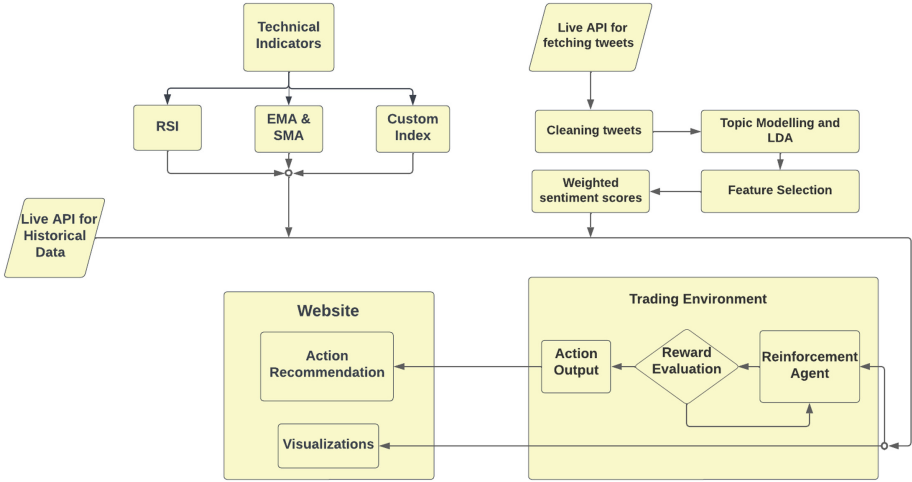 Technical
Indicators
RSI
EMA &
SMA
Custom
Index
Live API for
fetching tweets
Cleaning tweets
Topic Modelling and
LDA
Weighted
sentiment scores
Feature Selection
Live API for
Historical
Data
Website
Action
Recommendation
Visualizations
Trading Environment
Action
Output
Reward
Evaluation
Reinforcement
Agent